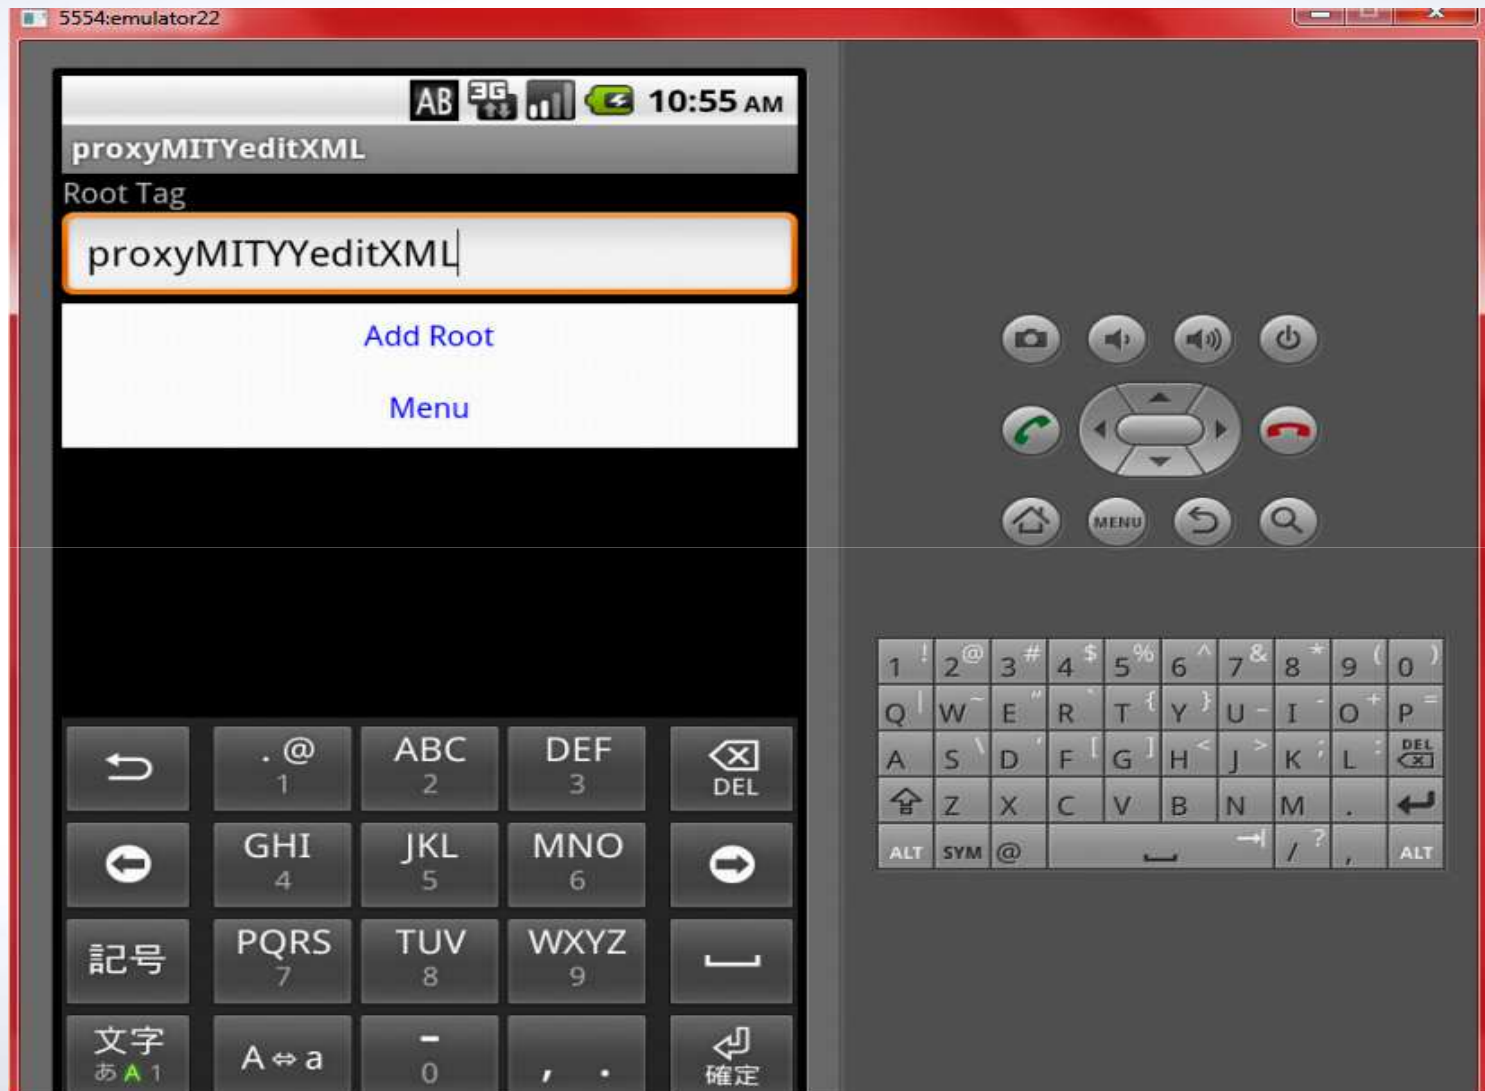 5554:emulator22
AB 3G 10:55 AM
proxyMITYeditXML
Root Tag
proxyMITYYeditXML
Add Root
Menu
. @ ABC DEF
1 2 3 DEL
GHI JKL MNO
4 5 6
記号 PQRS TUV WXYZ
7 8 9
文字 A⇔a - , .
あA1 0 確定
MENU
1 ! 2 @ 3 # 4 $ 5 % 6 ^ 7 & 8 * 9 ( 0 )
Q | W ~ E " R ` T { Y } U _ I - O + P =
A S \ D ' F [ G ] H < J > K ; L : DEL
Z X C V B N M .
ALT SYM @ / ? , ALT